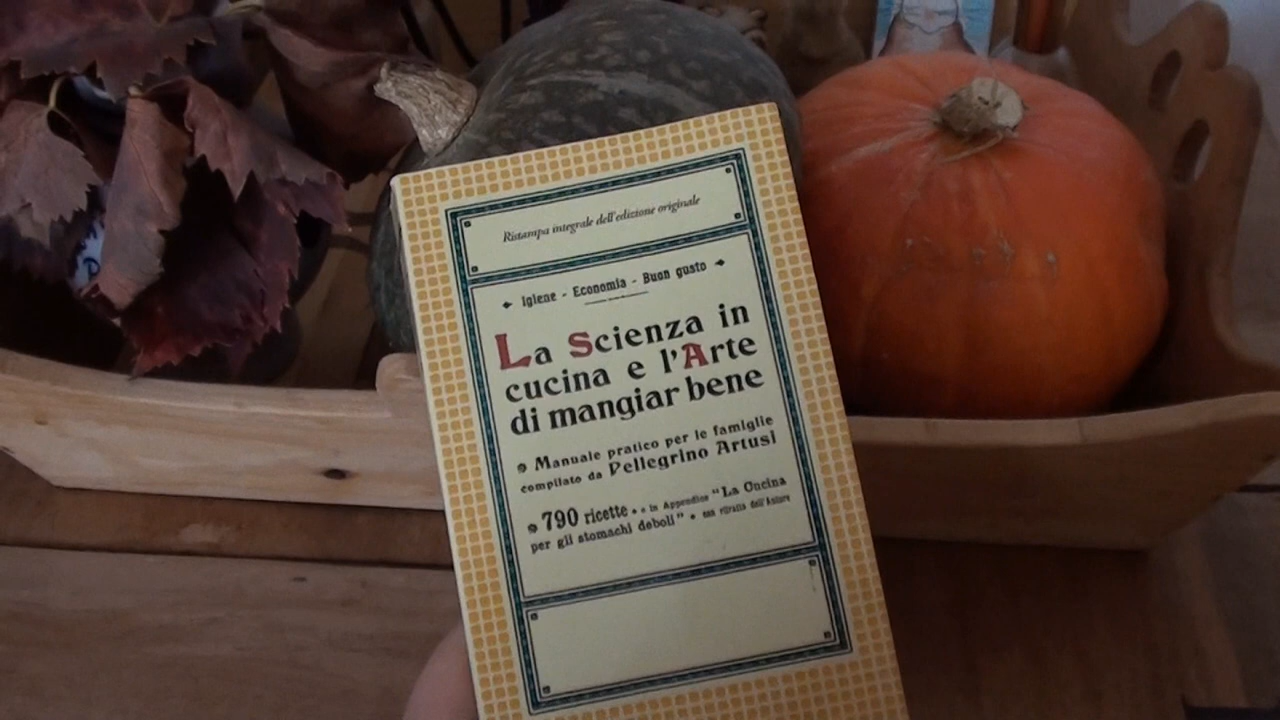 Ristampa integrale dell'edizione originale
Igiene - Economia - Buon gusto
La Scienza in
cucina e l'Arte
di mangiar bene
Manuale pratico per le famiglie
compilato da Pellegrino Artusi
790 ricette • e in Appendice "La Cucina
per gli stomachi deboli" • con ritratto dell'Autore